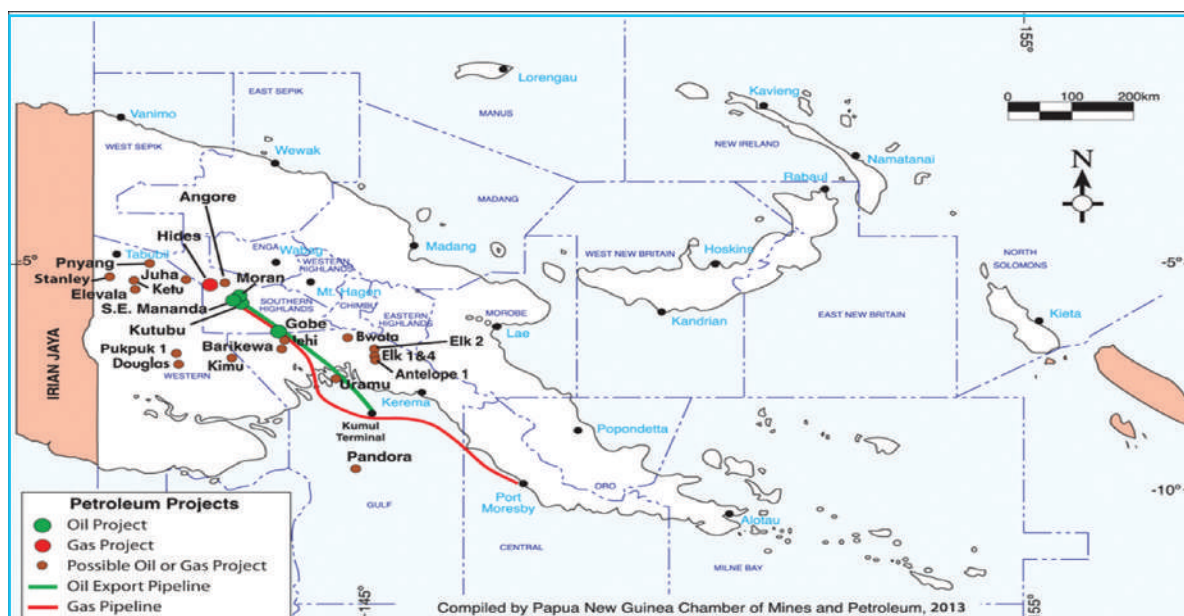 155°
Lorengau
Kavieng
0 100 200km
EAST SEPIK
MANUS
Vanimo
WEST SEPIK
NEW IRELAND
Namatanai
N
Wewak
Rabaul
Angore
MADANG
Hides
ENGA
Wabag
Madang
WEST NEW BRITAIN
Hoskins
NORTH
SOLOMONS
-5°
Tabubil
WESTERN
HIGHLANDS
-5°
Pnyang
Stanley
Juha
Ketu
Moran
Elevala
Mt. Hagen
S.E. Mananda
SOUTHERN
HIGHLANDS
CHIMBU
EASTERN
HIGHLANDS
MOROBE
Kandrian
EAST NEW BRITAIN
Kieta
Kutubu
Gobe
Lae
Iehi
Bwata
Elk 2
Pukpuk 1
Barikewa
Elk 1&4
Douglas
Kimu
Antelope 1
WESTERN
Uramu
IRIAN JAYA
Kerema
Kumul
Terminal
Popondetta
Pandora
ORO
Port
Moresby
-10°
GULF
Alotau
CENTRAL
MILNE BAY
Petroleum Projects
Oil Project
Gas Project
Possible Oil or Gas Project
Oil Export Pipeline
Gas Pipeline
145°
Compiled by Papua New Guinea Chamber of Mines and Petroleum, 2013
155°